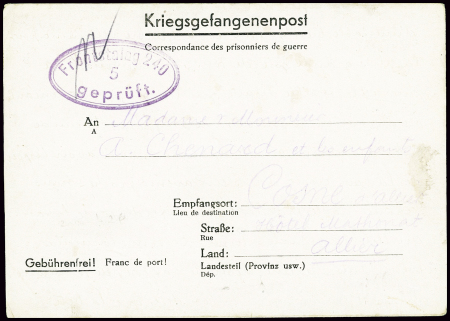 Kriegsgefangenenpost
Correspondance des prisonniers de guerre
Frontstalag 240
5
geprüft.
An Madame Monsieur
A
A. Chenard et les enfants
Empfangsort: Cosne
Lieu de destination
Straße:
Rue
Land: Allier
Gebührenfrei! Franc de port!
Landesteil (Provinz usw.)
Dép.